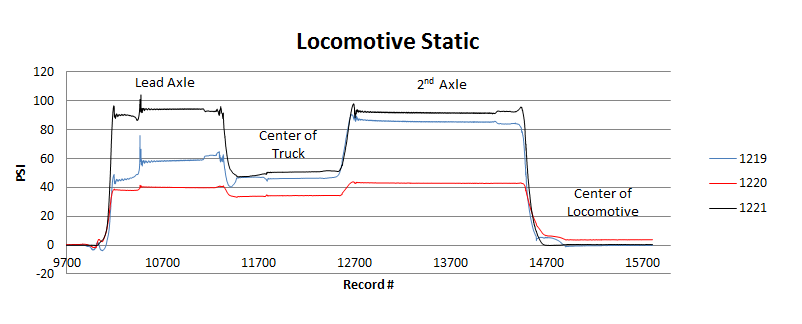 Locomotive Static
120
100
80
60
40
20
0
-20
PSI
Lead Axle
Center of
Truck
2nd Axle
Center of
Locomotive
1219
1220
1221
9700 10700 11700 12700 13700 14700 15700
Record #